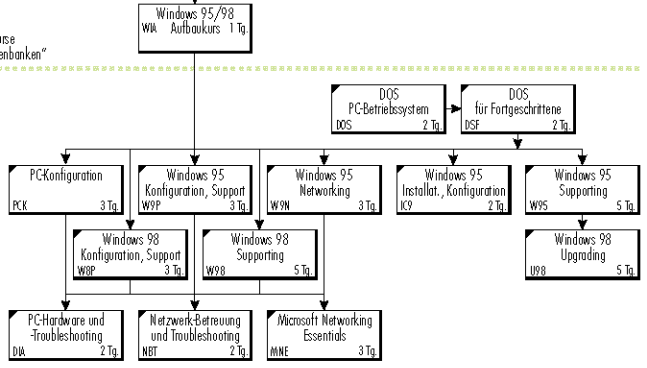 Windows 95/98
WIA Aufbaukurs 1 Tg.
urse
enbanken"
DOS
PC-Betriebssystem
DOS 2 Tg.
DOS
für Fortgeschrittene
DSF 2 Tg.
PC-Konfiguration
PCK 3 Tg.
Windows 95
Konfiguration, Support
W9P 3 Tg.
Windows 95
Networking
W9N 3 Tg.
Windows 95
Installat., Konfiguration
IC9 2 Tg.
Windows 95
Supporting
W95 5 Tg.
Windows 98
Konfiguration, Support
W8P 3 Tg.
Windows 98
Supporting
W98 5 Tg.
Windows 98
Upgrading
U98 5 Tg.
PC-Hardware und
-Troubleshooting
DIA 2 Tg.
Netzwerk-Betreuung
und Troubleshooting
NBT 2 Tg.
Microsoft Networking
Essentials
MNE 3 Tg.